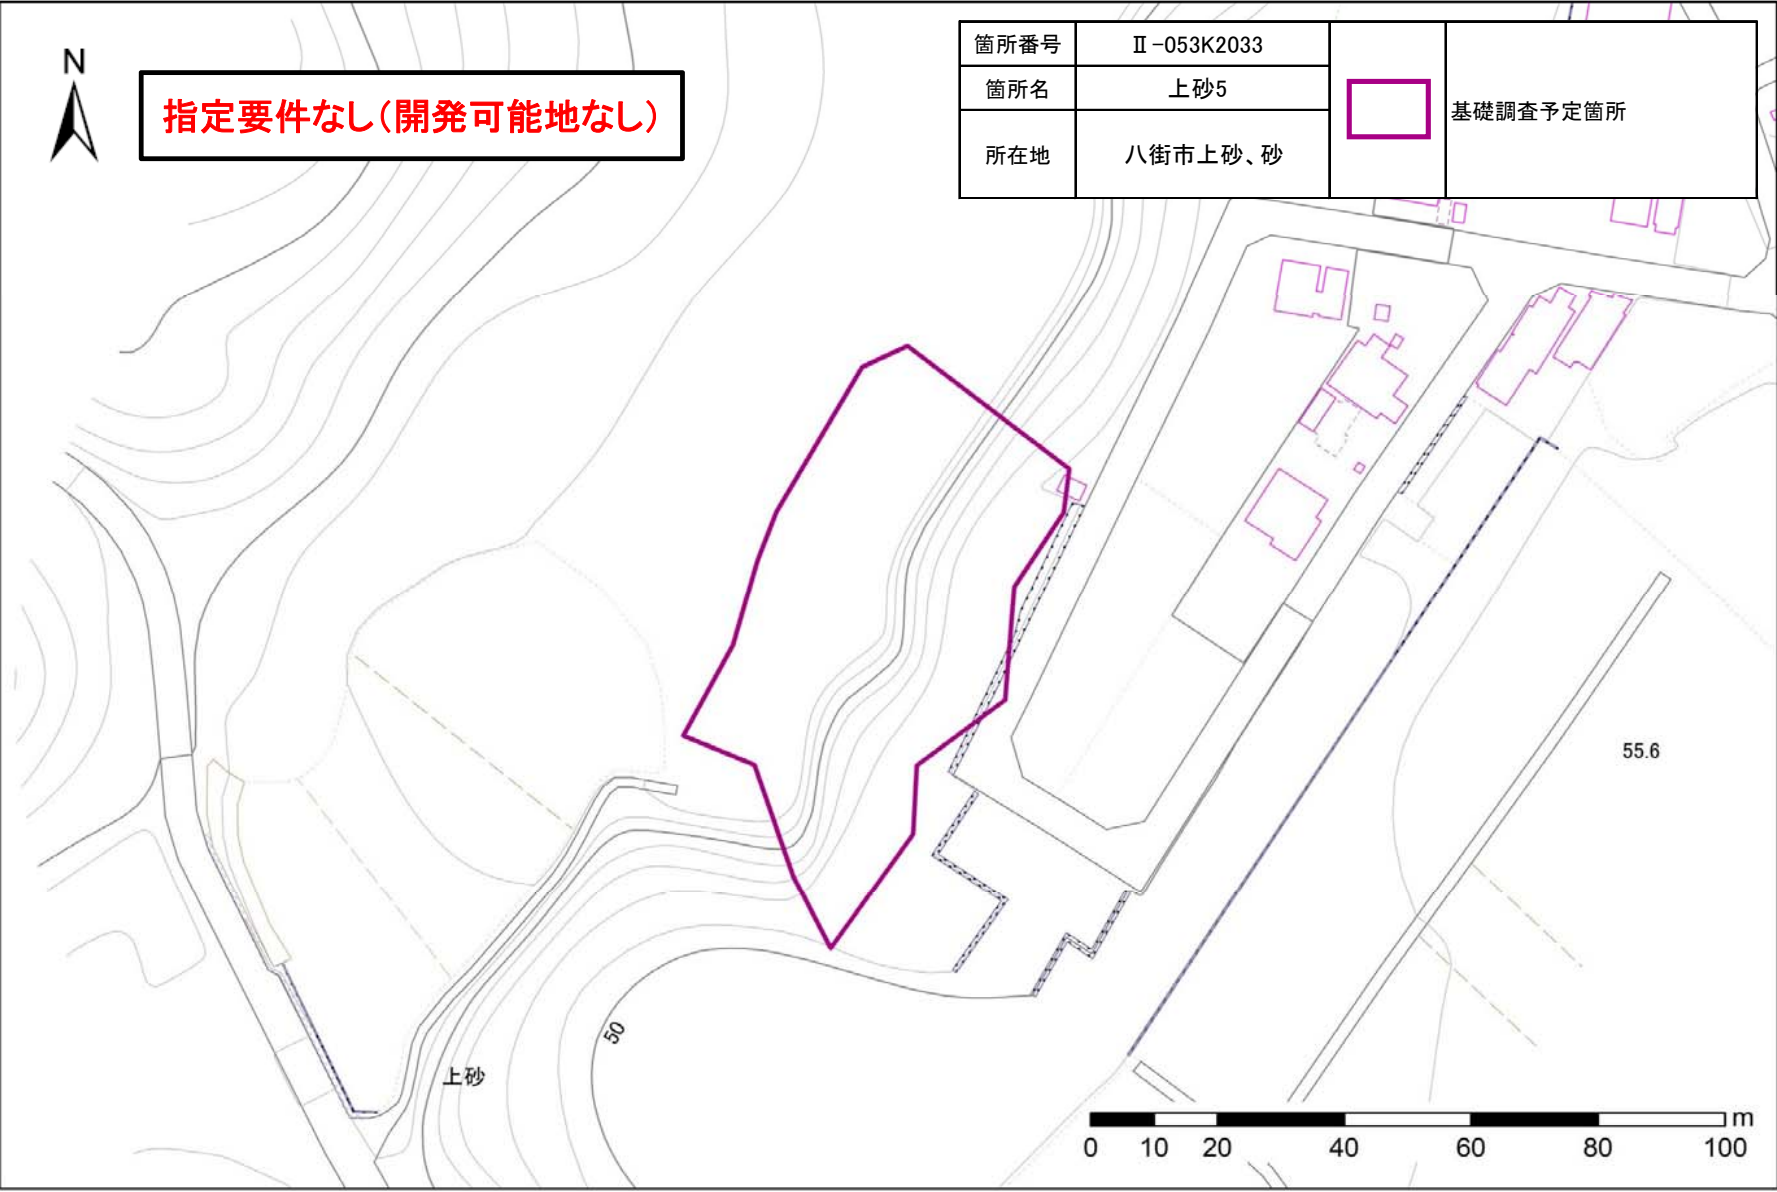 N
指定要件なし(開発可能地なし)
箇所番号
Ⅱ-053K2033
箇所名
上砂5
所在地
八街市上砂、砂
基礎調査予定箇所
55.6
50
上砂
m
0 10 20 40 60 80 100